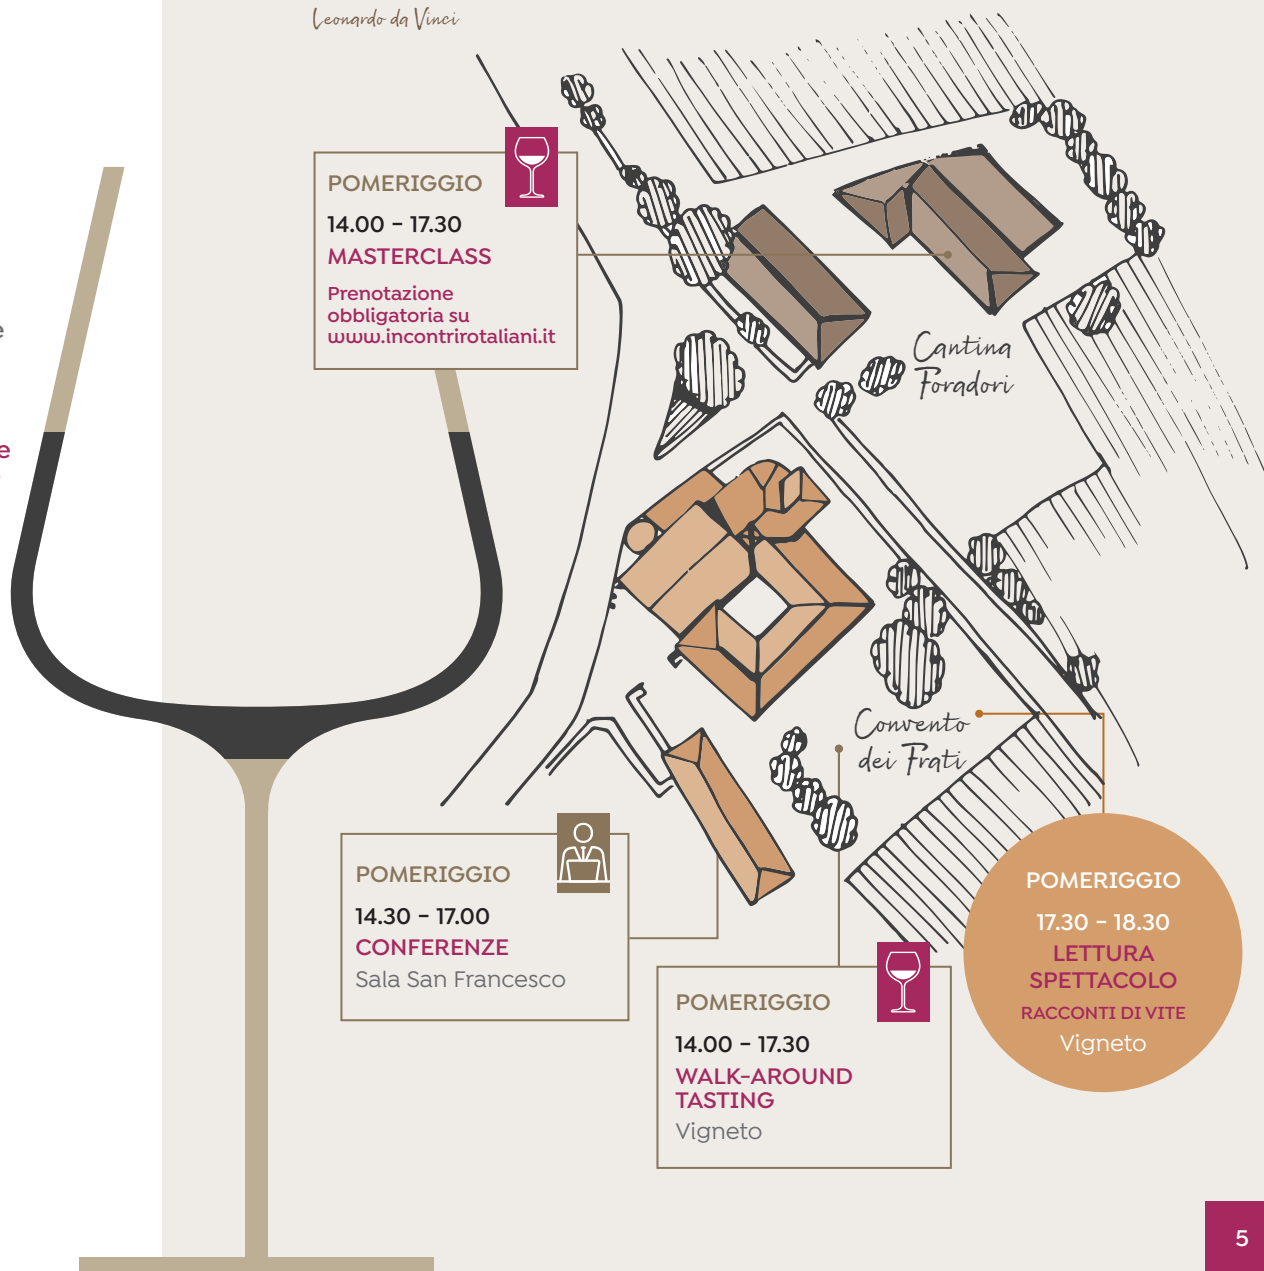 Leonardo da Vinci
POMERIGGIO
14.00 – 17.30
MASTERCLASS
Prenotazione
obbligatoria su
www.incontrirotaliani.it
e
e
Cantina
Foradori
Convento
dei Frati
POMERIGGIO
14.30 – 17.00
CONFERENZE
Sala San Francesco
POMERIGGIO
14.00 – 17.30
WALK-AROUND
TASTING
Vigneto
POMERIGGIO
17.30 – 18.30
LETTURA
SPETTACOLO
RACCONTI DI VITE
Vigneto
5